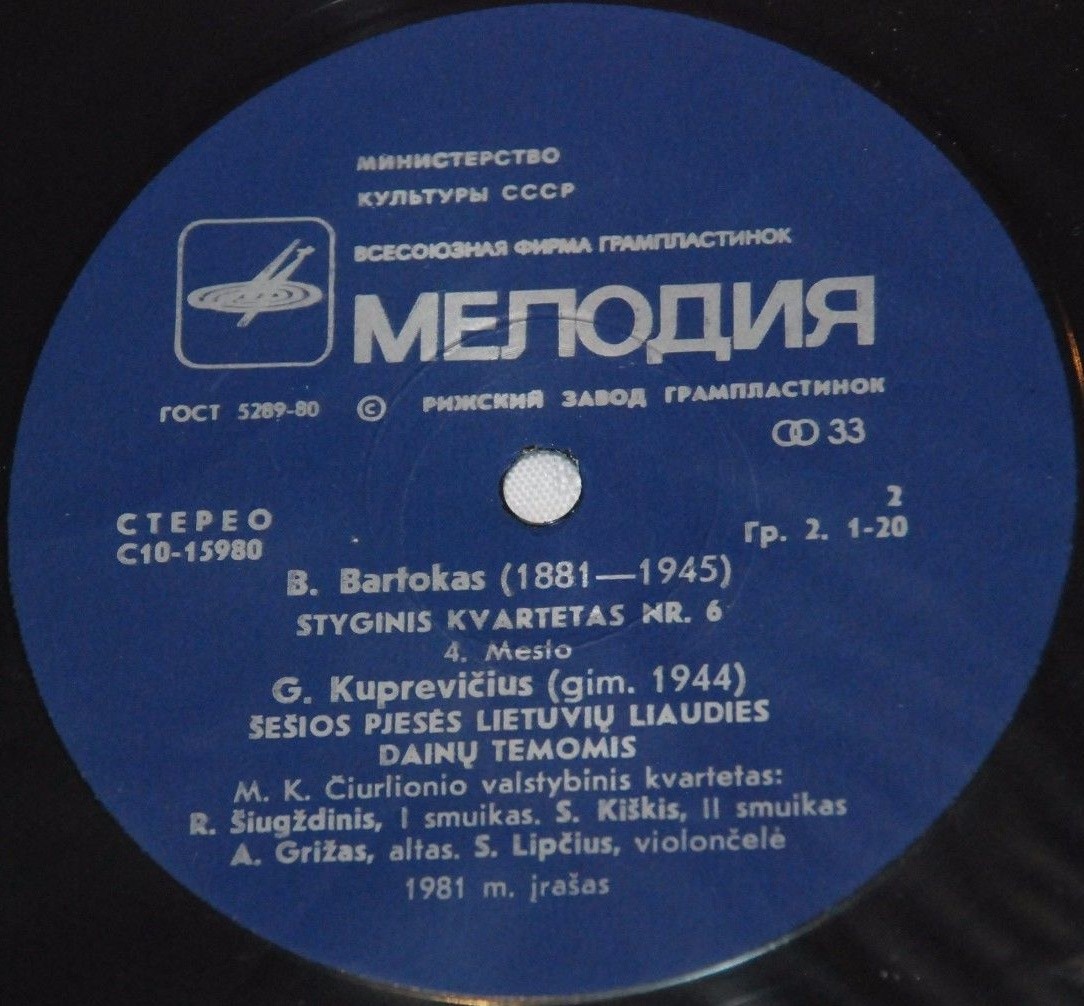 МИНИСТЕРСТВО
КУЛЬТУРЫ СССР
ВСЕСОЮЗНАЯ ФИРМА ГРАМПЛАСТИНОК
МЕЛОДИЯ
ГОСТ 5289-80 © РИЖСКИЙ ЗАВОД ГРАМПЛАСТИНОК
33
2
СТЕРЕО Гр. 2. 1-20
С10-15980
B. Bartokas (1881—1945)
STYGINIS KVARTETAS NR. 6
4. Mesto
G. Kuprevičius (gim. 1944)
ŠEŠIOS PJESĖS LIETUVIŲ LIAUDIES
DAINŲ TEMOMIS
M. K. Čiurlionio valstybinis kvartetas:
R. Šiugždinis, I smuikas. S. Kiškis, II smuikas
A. Grižas, altas. S. Lipčius, violončelė
1981 m. įrašas